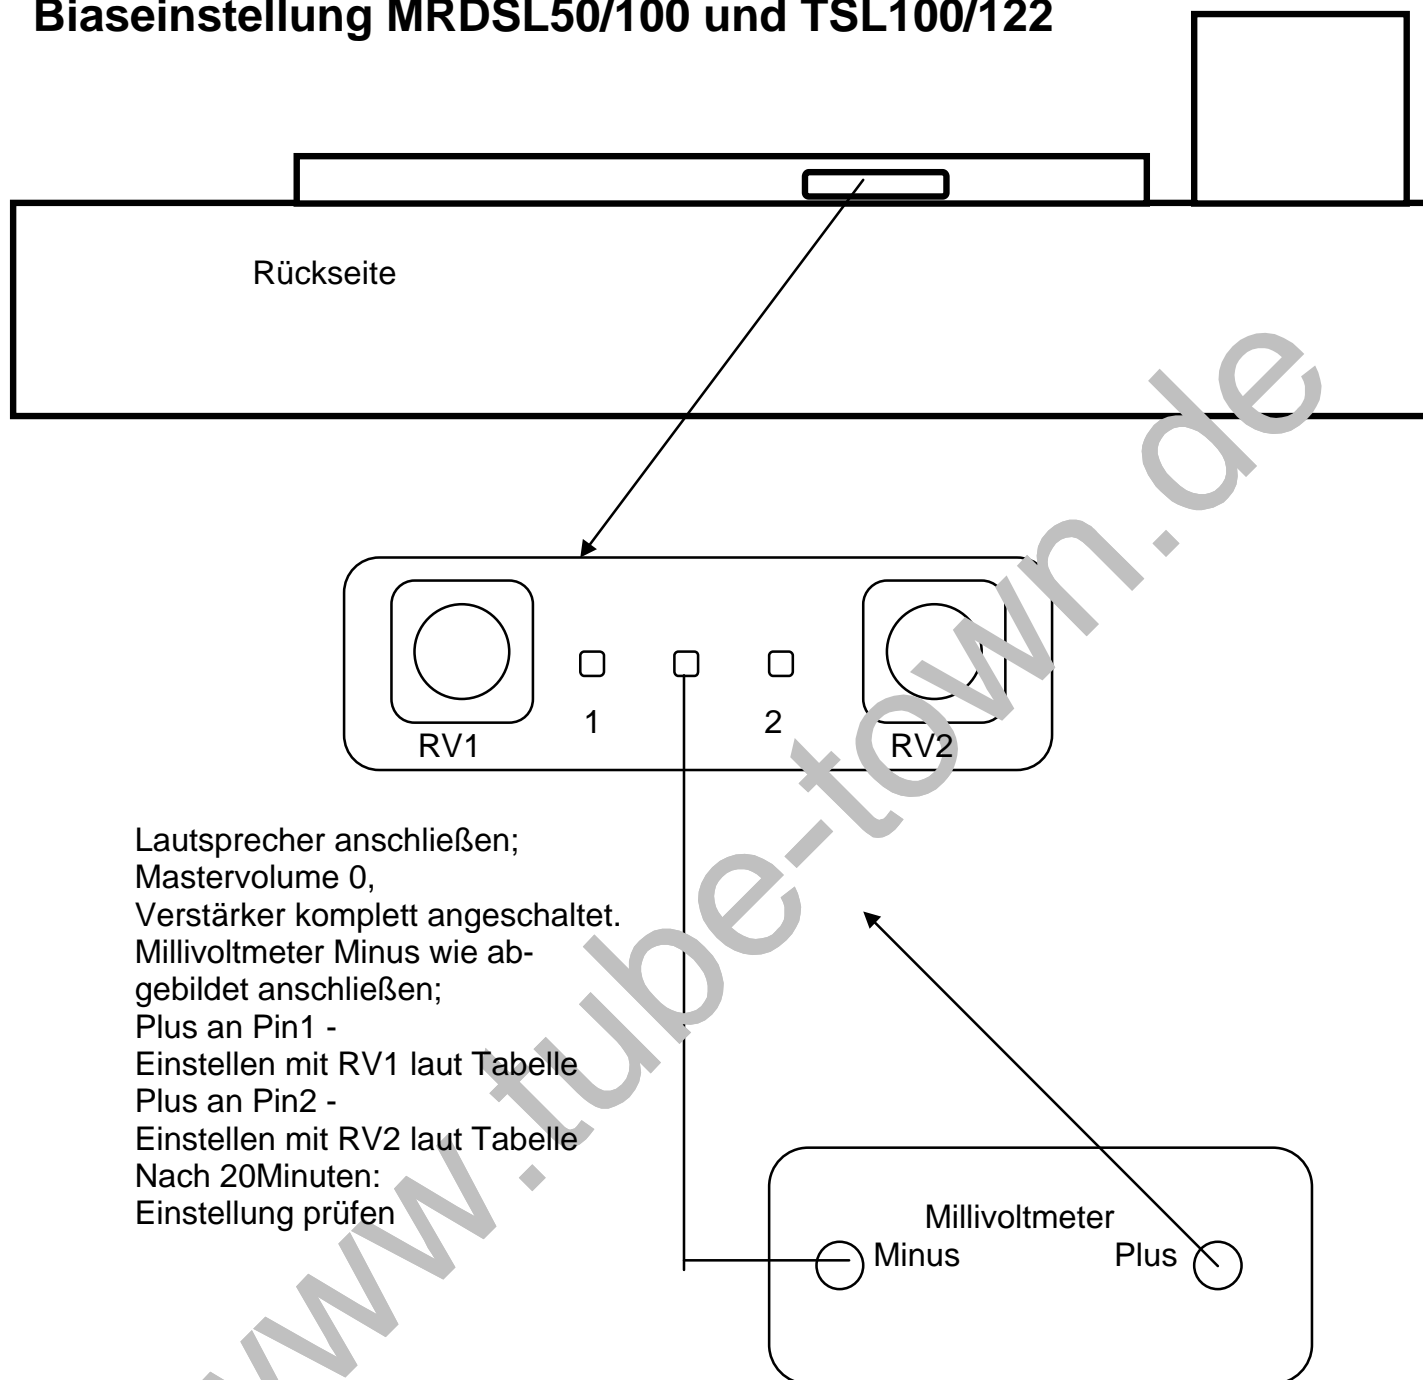 Biaseinstellung MRDSL50/100 und TSL100/122
Rückseite
1
2
RV1
RV2
Lautsprecher anschließen;
Mastervolume 0,
Verstärker komplett angeschaltet.
Millivoltmeter Minus wie ab-
gebildet anschließen;
Plus an Pin1 -
Einstellen mit RV1 laut Tabelle
Plus an Pin2 -
Einstellen mit RV2 laut Tabelle
Nach 20Minuten:
Einstellung prüfen
Millivoltmeter
Minus
Plus
www.tube-town.de